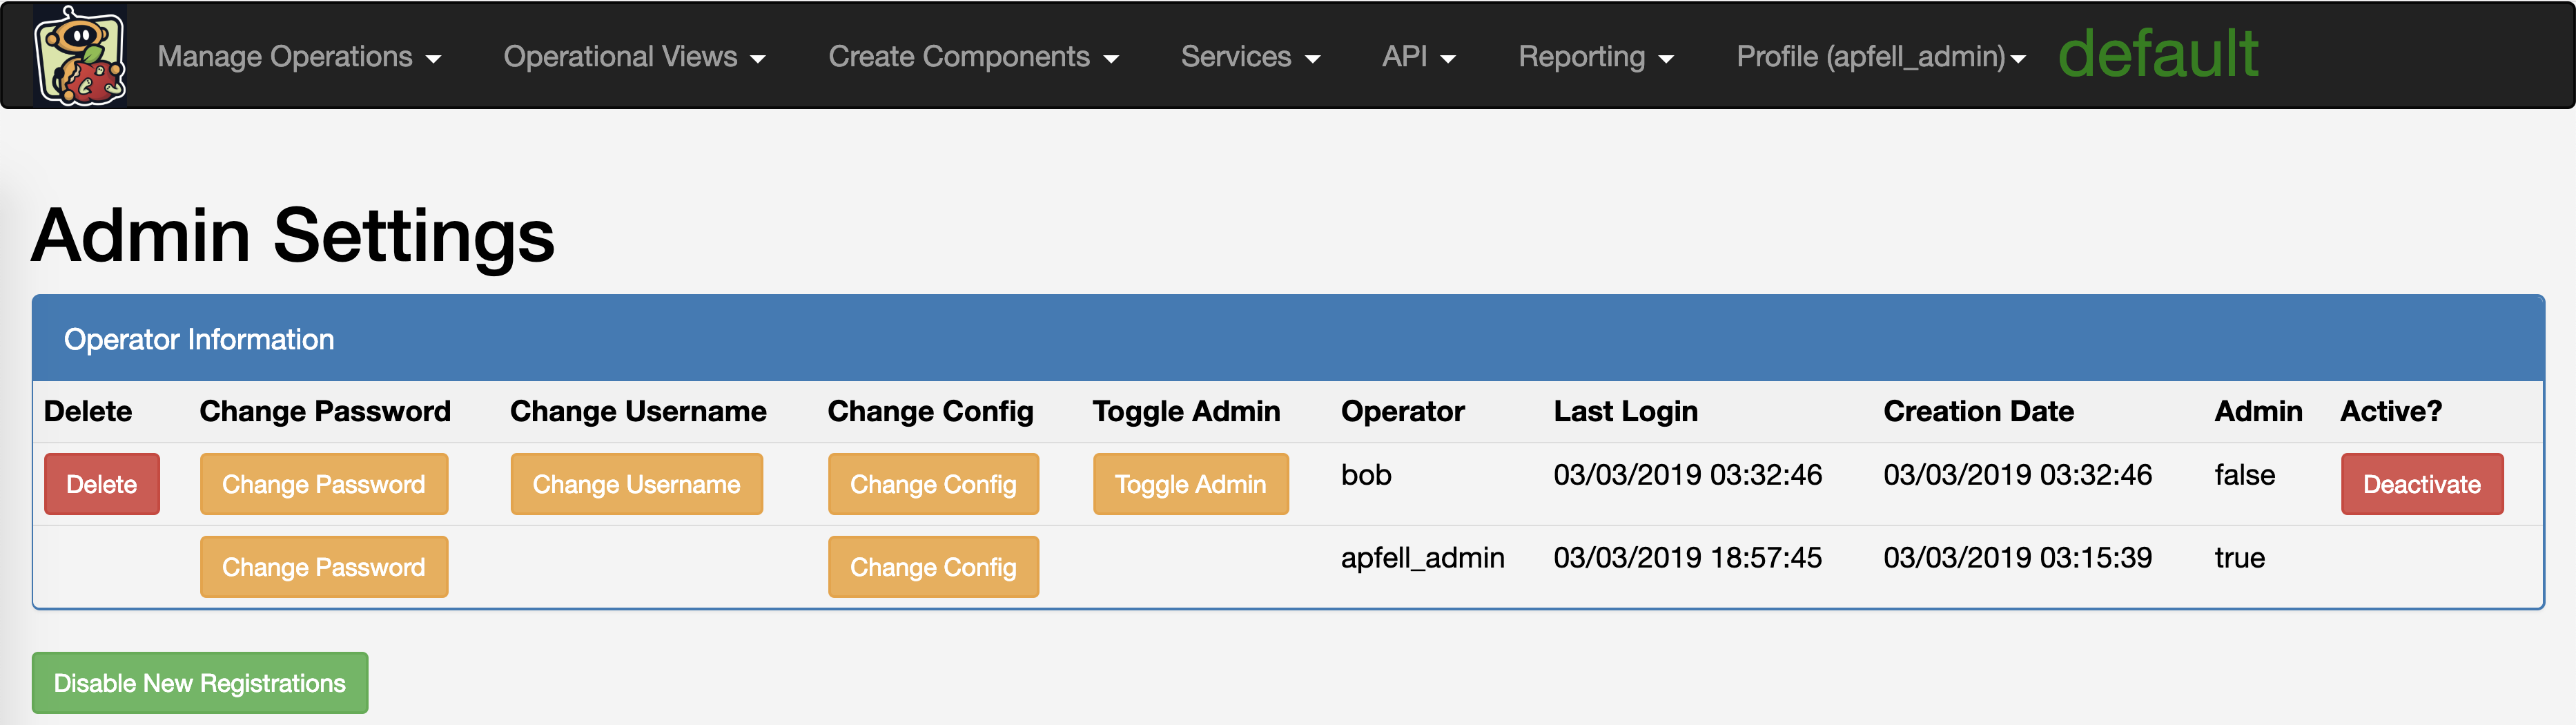 Manage Operations Operational Views Create Components Services API Reporting Profile (apfell_admin) default
Admin Settings
Operator Information
Delete Change Password Change Username Change Config Toggle Admin Operator Last Login Creation Date Admin Active?
Delete Change Password Change Username Change Config Toggle Admin bob 03/03/2019 03:32:46 03/03/2019 03:32:46 false Deactivate
Change Password Change Config apfell_admin 03/03/2019 18:57:45 03/03/2019 03:15:39 true
Disable New Registrations